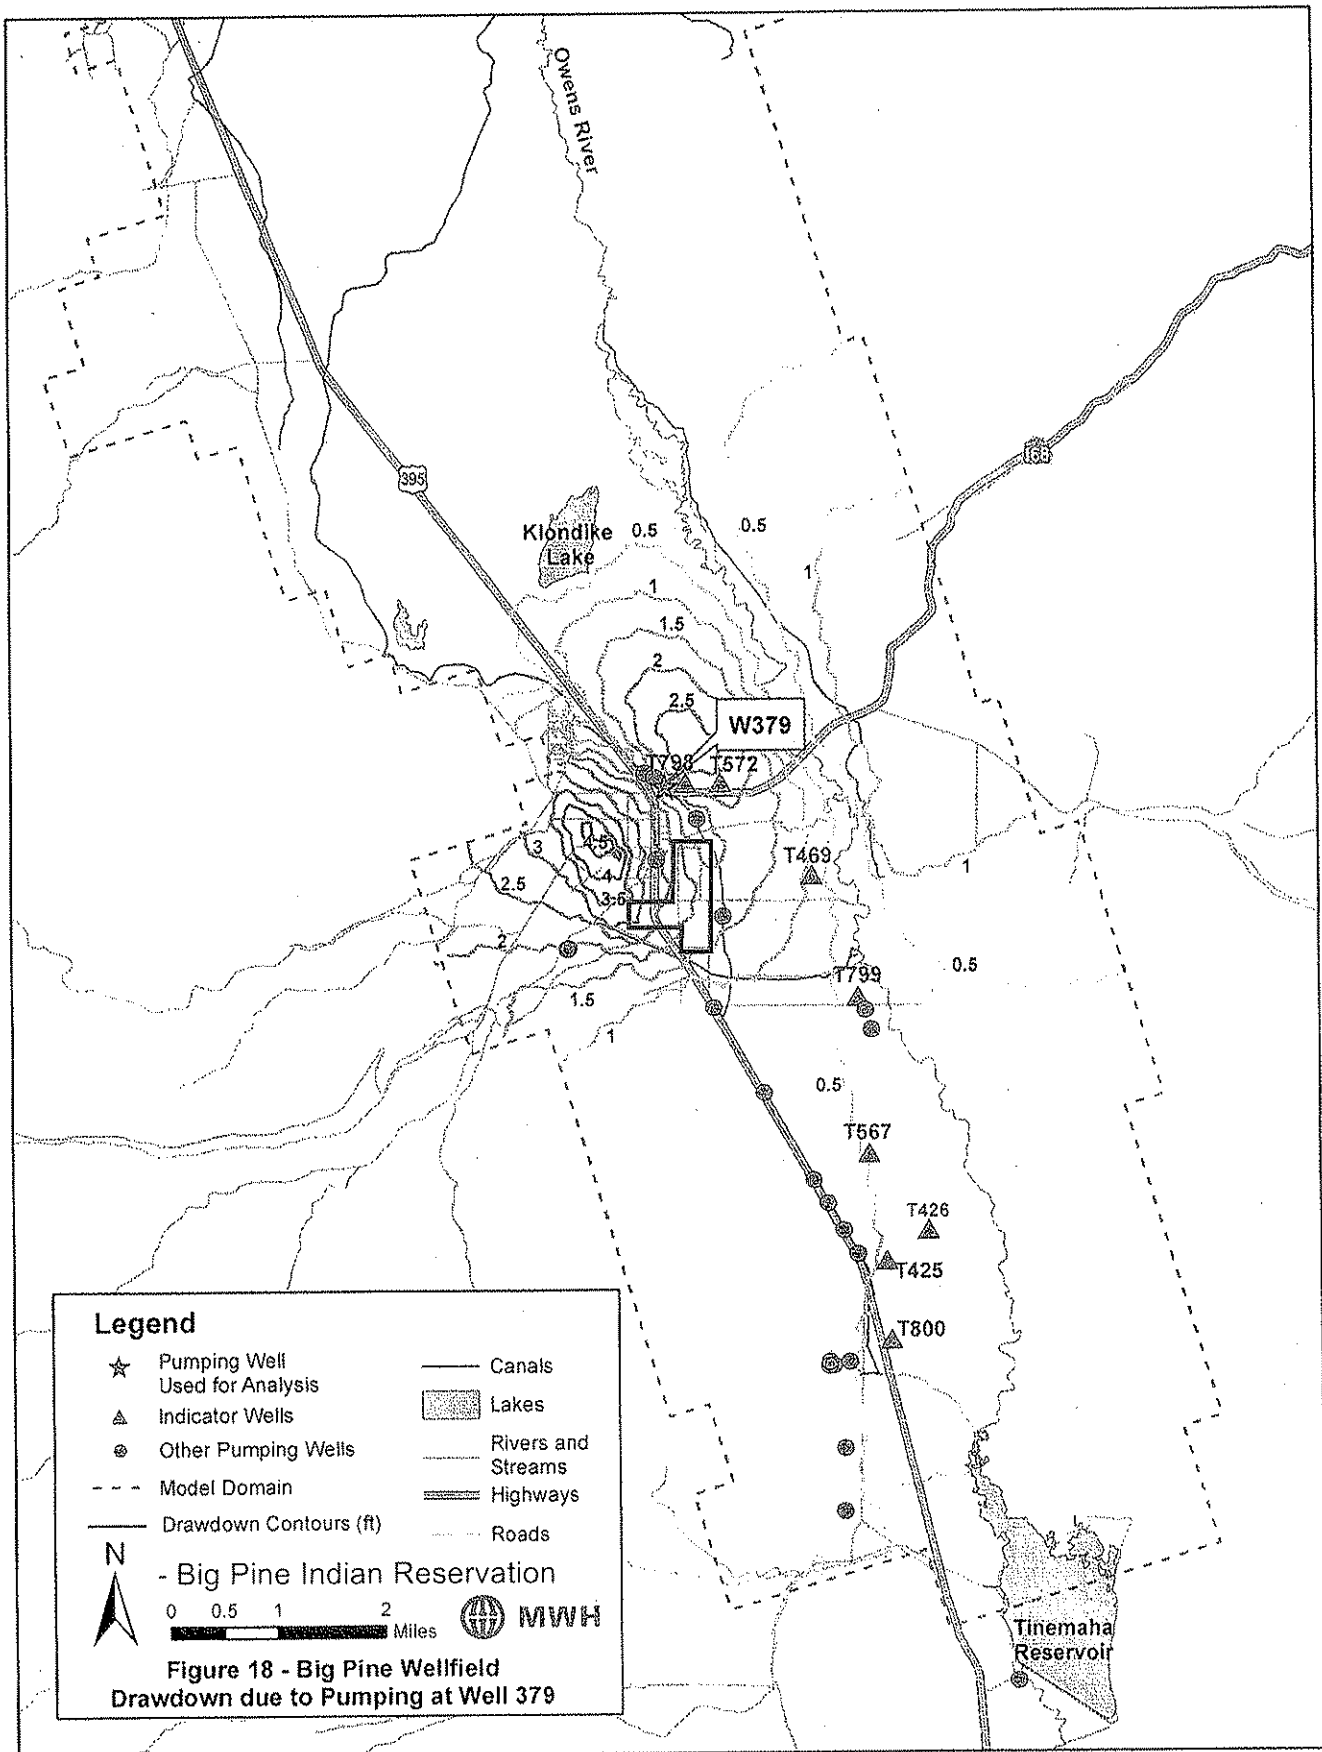 Owens River
395
168
Klondike
Lake
0.5
0.5
1
1
1.5
2
2.5
W379
T798
T572
3
4.5
T469
4
2.5
3.5
1
2
0.5
T799
1.5
1
0.5
T567
T426
T425
T800
Legend
Pumping Well
Used for Analysis
Indicator Wells
Other Pumping Wells
Model Domain
Drawdown Contours (ft)
Canals
Lakes
Rivers and
Streams
Highways
Roads
N
- Big Pine Indian Reservation
0 0.5 1 2
Miles
MWH
Figure 18 - Big Pine Wellfield
Drawdown due to Pumping at Well 379
Tinemaha
Reservoir